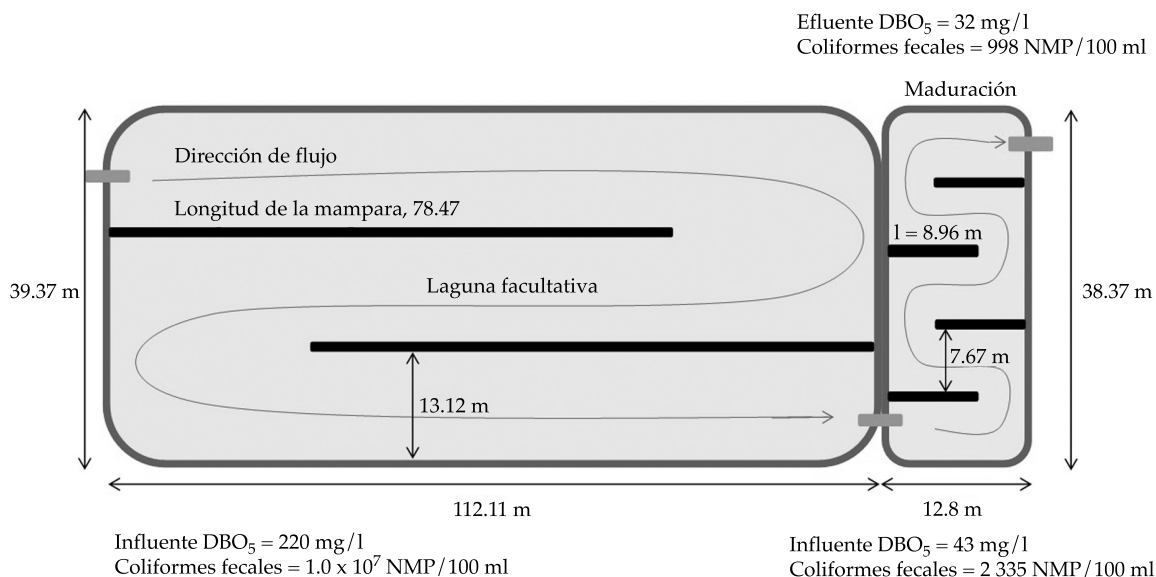 Efluente DBO₅ = 32 mg/l
Coliformes fecales = 998 NMP/100 ml
Maduración
Dirección de flujo
Longitud de la mampara, 78.47
l = 8.96 m
39.37 m
Laguna facultativa
38.37 m
7.67 m
13.12 m
112.11 m
12.8 m
Influente DBO₅ = 220 mg/l
Coliformes fecales = 1.0 x 10⁷ NMP/100 ml
Influente DBO₅ = 43 mg/l
Coliformes fecales = 2 335 NMP/100 ml